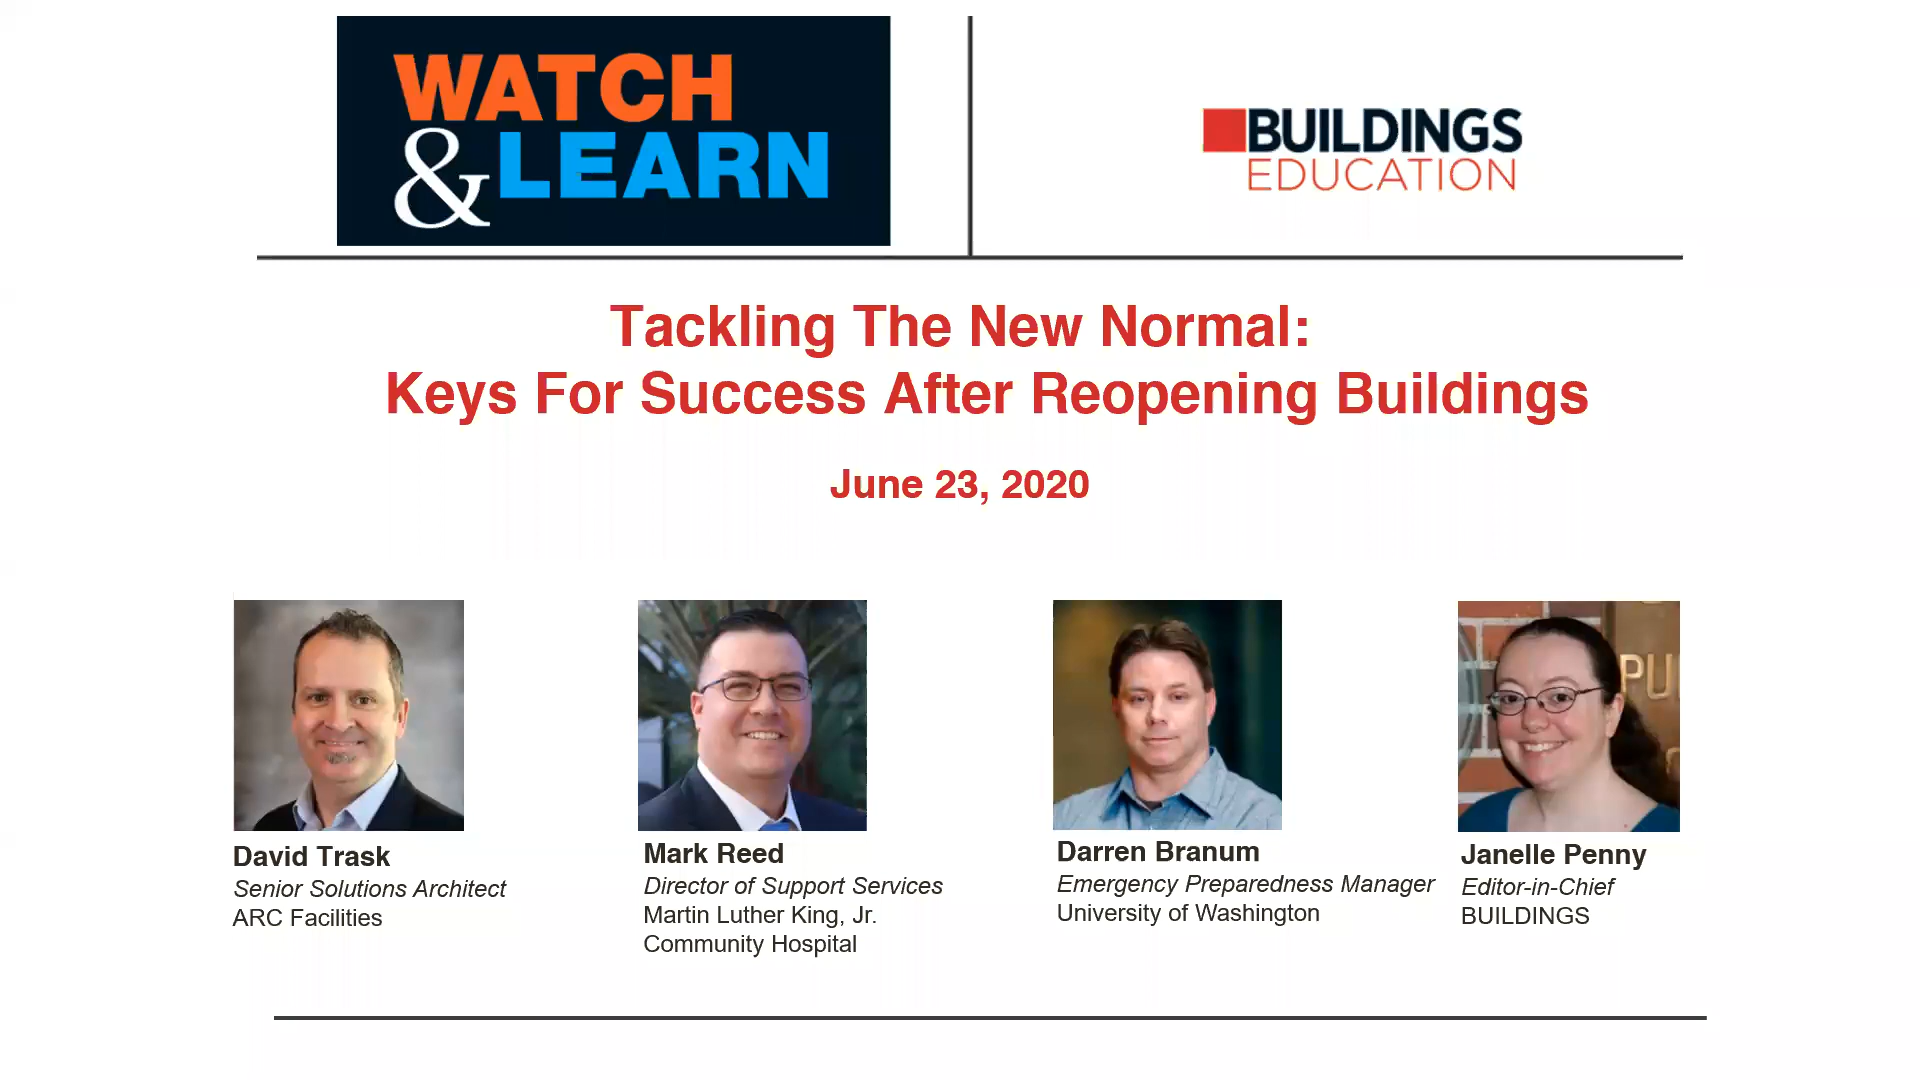 WATCH
& LEARN
BUILDINGS
EDUCATION
Tackling The New Normal:
Keys For Success After Reopening Buildings
June 23, 2020
David Trask
Senior Solutions Architect
ARC Facilities
Mark Reed
Director of Support Services
Martin Luther King, Jr.
Community Hospital
Darren Branum
Emergency Preparedness Manager
University of Washington
PU
Janelle Penny
Editor-in-Chief
BUILDINGS